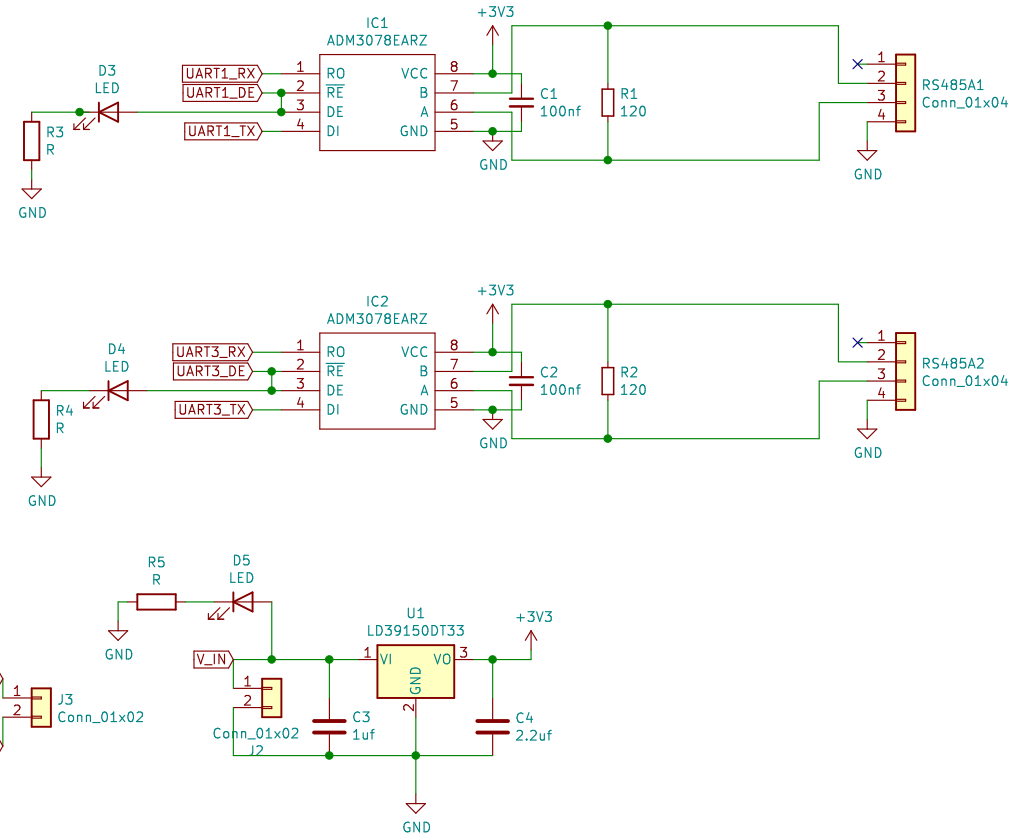 +3V3
IC1
ADM3078EARZ
D3
LED
UART1_RX
UART1_DE
UART1_TX
1 RO
2 RE
3 DE
4 DI
VCC 8
B 7
A 6
GND 5
C1
100nf
R1
120
1
2
3
4
RS485A1
Conn_01x04
R3
R
GND
GND
GND
+3V3
IC2
ADM3078EARZ
D4
LED
UART3_RX
UART3_DE
UART3_TX
1 RO
2 RE
3 DE
4 DI
VCC 8
B 7
A 6
GND 5
C2
100nf
R2
120
1
2
3
4
RS485A2
Conn_01x04
R4
R
GND
GND
GND
R5
R
D5
LED
GND
V_IN
U1
LD39150DT33
1 VI
VO 3
GND
2
+3V3
1
2
J3
Conn_01x02
1
2
Conn_01x02
J2
C3
1uf
C4
2.2uf
GND